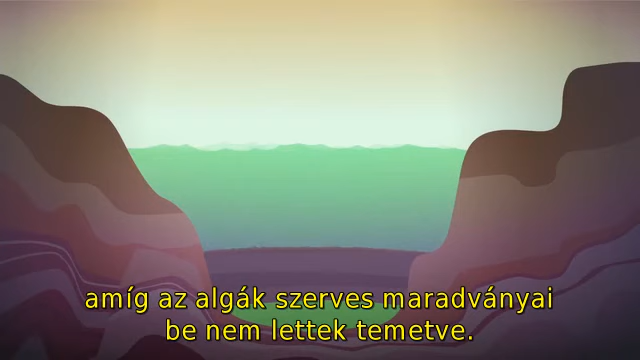 amíg az algák szerves maradványai
be nem lettek temetve.